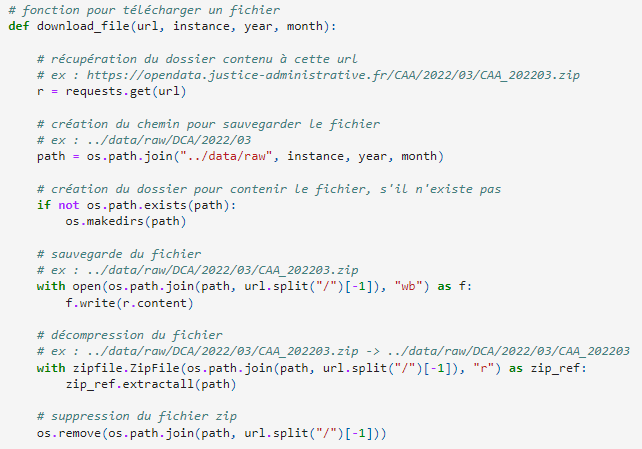 # fonction pour télécharger un fichier
def download_file(url, instance, year, month):
    # récupération du dossier contenu à cette url
    # ex : https://opendata.justice-administrative.fr/CAA/2022/03/CAA_202203.zip
    r = requests.get(url)
    # création du chemin pour sauvegarder le fichier
    # ex : ../data/raw/DCA/2022/03
    path = os.path.join("../data/raw", instance, year, month)
    # création du dossier pour contenir le fichier, s'il n'existe pas
    if not os.path.exists(path):
        os.makedirs(path)
    # sauvegarde du fichier
    # ex : ../data/raw/DCA/2022/03/CAA_202203.zip
    with open(os.path.join(path, url.split("/")[-1]), "wb") as f:
        f.write(r.content)
    # décompression du fichier
    # ex : ../data/raw/DCA/2022/03/CAA_202203.zip -> ../data/raw/DCA/2022/03/CAA_202203
    with zipfile.ZipFile(os.path.join(path, url.split("/")[-1]), "r") as zip_ref:
        zip_ref.extractall(path)
    # suppression du fichier zip
    os.remove(os.path.join(path, url.split("/")[-1]))